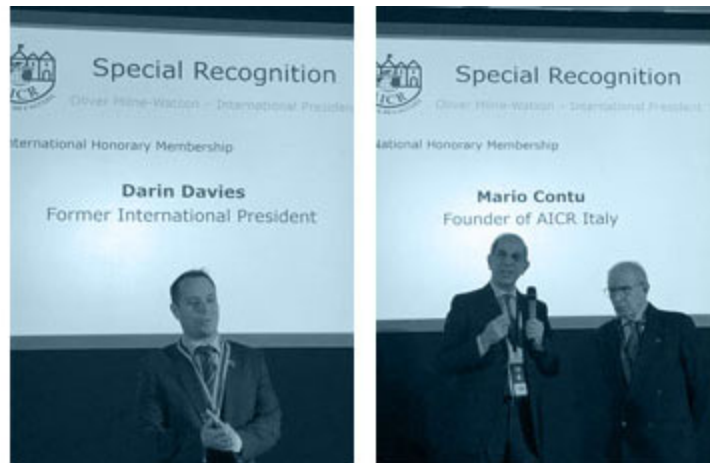 Special Recognition
Oliver Milne-Watson – International President
International Honorary Membership
Darin Davies
Former International President
Special Recognition
Oliver Milne-Watson – International President
National Honorary Membership
Mario Contu
Founder of AICR Italy